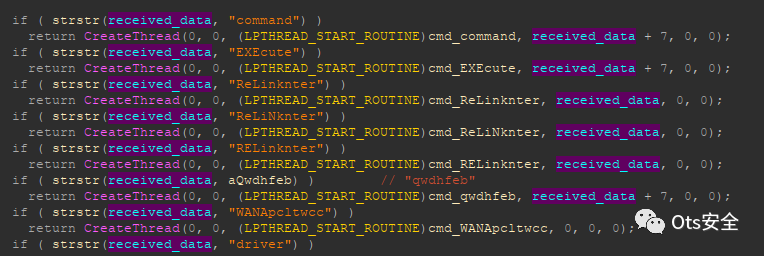 if ( strstr(received_data, "command") )
return CreateThread(0, 0, (LPTHREAD_START_ROUTINE)cmd_command, received_data + 7, 0, 0);
if ( strstr(received_data, "EXEcute") )
return CreateThread(0, 0, (LPTHREAD_START_ROUTINE)cmd_EXEcute, received_data + 7, 0, 0);
if ( strstr(received_data, "ReLinknter") )
return CreateThread(0, 0, (LPTHREAD_START_ROUTINE)cmd_ReLinknter, received_data, 0, 0);
if ( strstr(received_data, "ReLiNknter") )
return CreateThread(0, 0, (LPTHREAD_START_ROUTINE)cmd_ReLiNknter, received_data, 0, 0);
if ( strstr(received_data, "RELinknter") )
return CreateThread(0, 0, (LPTHREAD_START_ROUTINE)cmd_RELinknter, received_data, 0, 0);
if ( strstr(received_data, aQwdhfeb) ) // "qwdhfeb"
return CreateThread(0, 0, (LPTHREAD_START_ROUTINE)cmd_qwdhfeb, received_data + 7, 0, 0);
if ( strstr(received_data, "WANApcltwcc") )
return CreateThread(0, 0, (LPTHREAD_START_ROUTINE)cmd_WANApcltwcc, 0, 0, 0);
if ( strstr(received_data, "driver") )
Ots安全